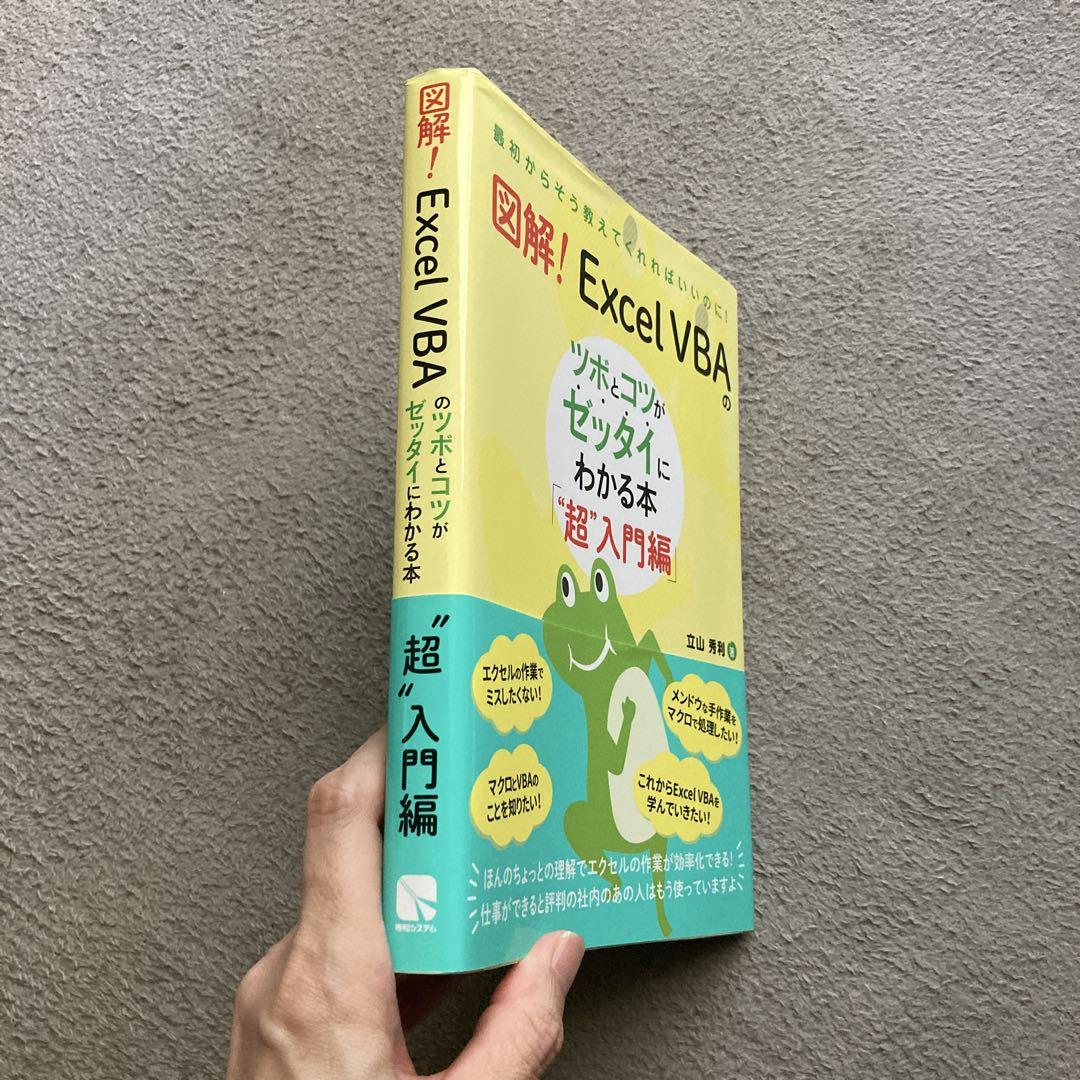 図解!
Excel VBA
のツボとコツが
ゼッタイにわかる本
"超"入門編
秀和システム
最初からそう教えてくれればいいのに!
図解! Excel VBAの
ツボとコツが
ゼッタイに
わかる本
「"超"入門編」
立山 秀利 著
エクセルの作業で
ミスしたくない!
メンドウな手作業を
マクロで処理したい!
マクロとVBAの
ことを知りたい!
これからExcel VBAを
学んでいきたい!
ほんのちょっとの理解でエクセルの作業が効率化できる!
仕事ができると評判の社内のあの人はもう使っていますよ